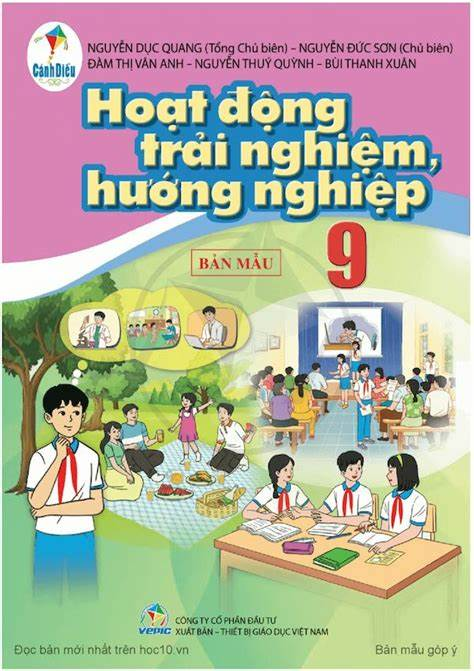 Cánh Diều
NGUYỄN DỤC QUANG (Tổng Chủ biên) – NGUYỄN ĐỨC SƠN (Chủ biên)
ĐÀM THỊ VÂN ANH – NGUYỄN THUÝ QUỲNH – BÙI THANH XUÂN
Hoạt động
trải nghiệm,
hướng nghiệp
9
BẢN MẪU
VEPIC
CÔNG TY CỔ PHẦN ĐẦU TƯ
XUẤT BẢN – THIẾT BỊ GIÁO DỤC VIỆT NAM
Đọc bản mới nhất trên hoc10.vn
Bản mẫu góp ý